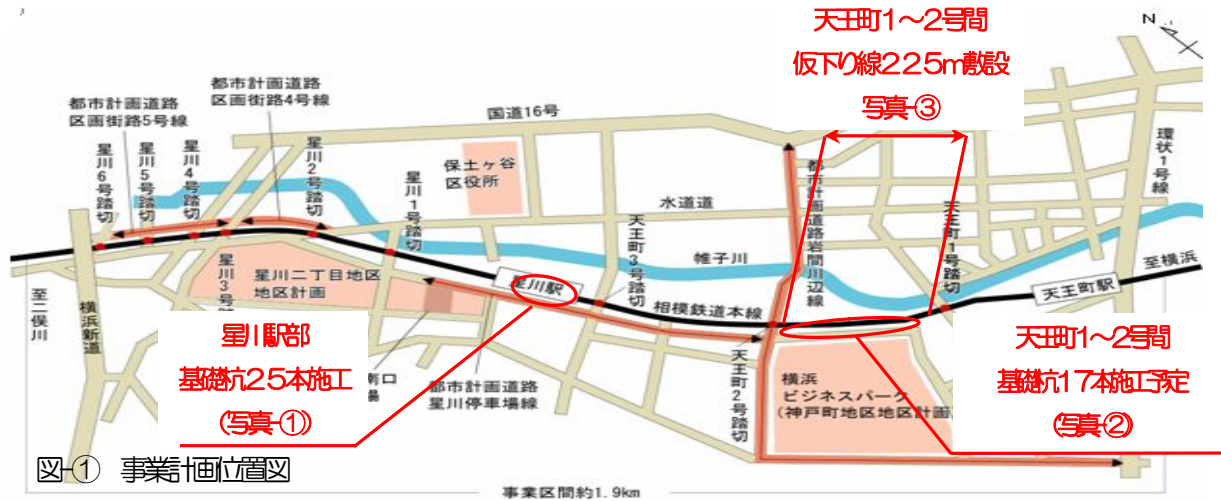 天王町1～2号間
仮下り線225m敷設
写真-③
N
都市計画道路
区画街路4号線
都市計画道路
区画街路5号線
国道16号
環状1号線
星川6号踏切
星川5号踏切
星川4号踏切
星川2号踏切
星川1号踏切
保土ヶ谷
区役所
水道道
都市計画道路岩間川辺線
天王町1号踏切
天王町3号踏切
帷子川
至横浜
天王町駅
星川駅
相模鉄道本線
星川3号
星川二丁目地区
地区計画
至二俣川
横浜新道
星川駅部
基礎杭25本施工
(写真-①)
南口
都市計画道路
星川停車場線
天王町2号踏切
横浜
ビジネスパーク
(神戸町地区地区計画
天王町1～2号間
基礎杭17本施工予定
(写真-②)
図-① 事業計画位置図
事業区間約1.9km